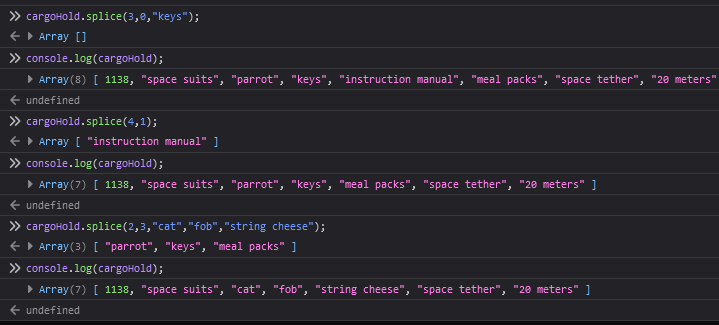 >> cargoHold.splice(3,0,"keys");
← ▶ Array []
>> console.log(cargoHold);
▶ Array(8) [ 1138, "space suits", "parrot", "keys", "instruction manual", "meal packs", "space tether", "20 meters"
← undefined
>> cargoHold.splice(4,1);
← ▶ Array [ "instruction manual" ]
>> console.log(cargoHold);
▶ Array(7) [ 1138, "space suits", "parrot", "keys", "meal packs", "space tether", "20 meters" ]
← undefined
>> cargoHold.splice(2,3,"cat","fob","string cheese");
← ▶ Array(3) [ "parrot", "keys", "meal packs" ]
>> console.log(cargoHold);
▶ Array(7) [ 1138, "space suits", "cat", "fob", "string cheese", "space tether", "20 meters" ]
← undefined